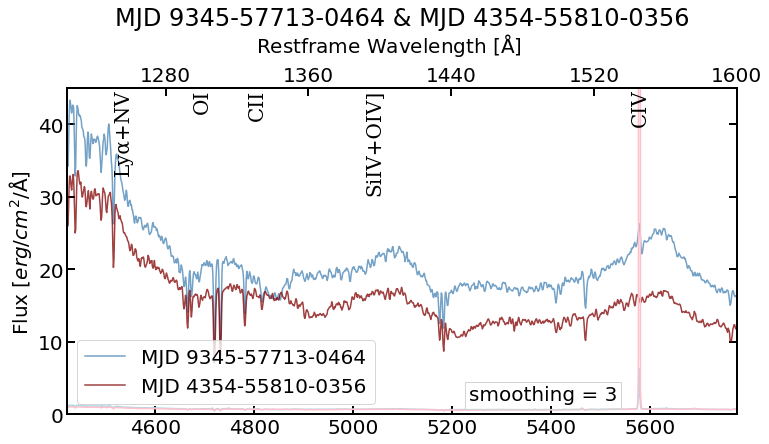 MJD 9345-57713-0464 & MJD 4354-55810-0356
Restframe Wavelength [Å]
1280 1360 1440 1520 1600
Lyα+NV OI CII SiIV+OIV] CIV
Flux [erg/cm²/Å]
40
30
20
10
0
MJD 9345-57713-0464
MJD 4354-55810-0356
smoothing = 3
4600 4800 5000 5200 5400 5600